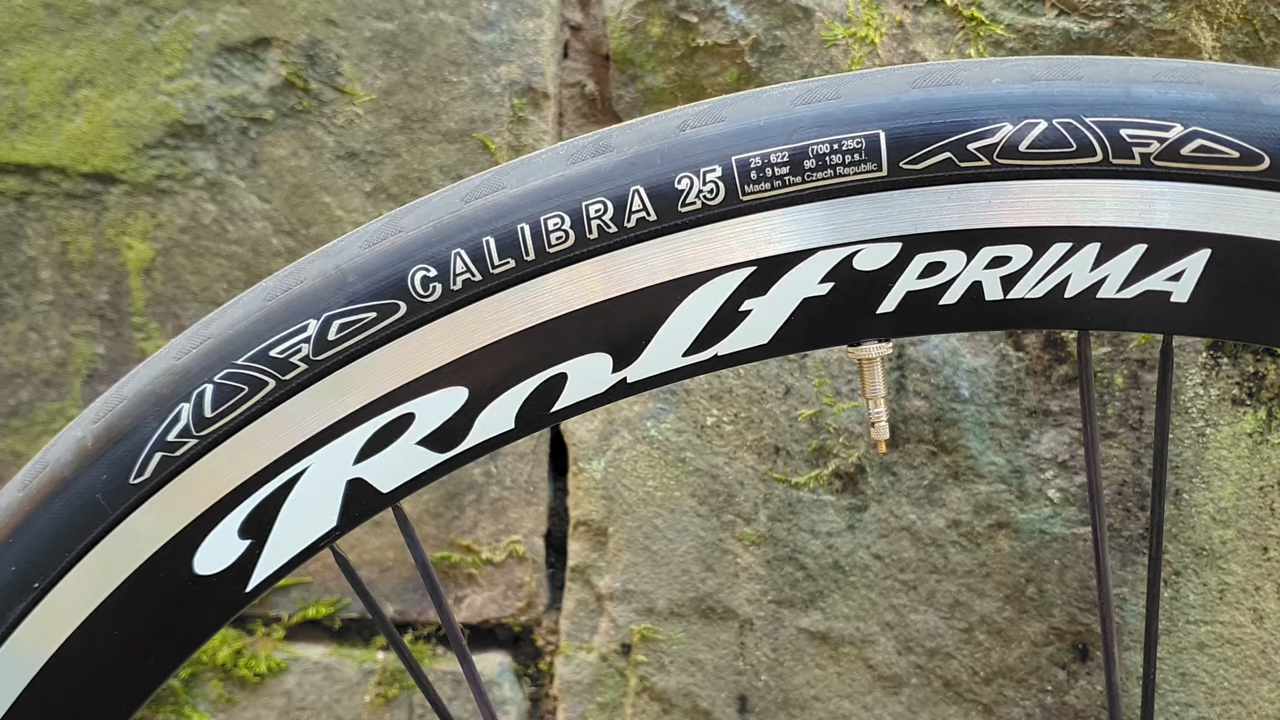 TUFO CALIBRA 25
25 - 622 (700 × 25C)
6 - 9 bar 90 - 130 p.s.i.
Made in The Czech Republic
TUFO
Rolf PRIMA